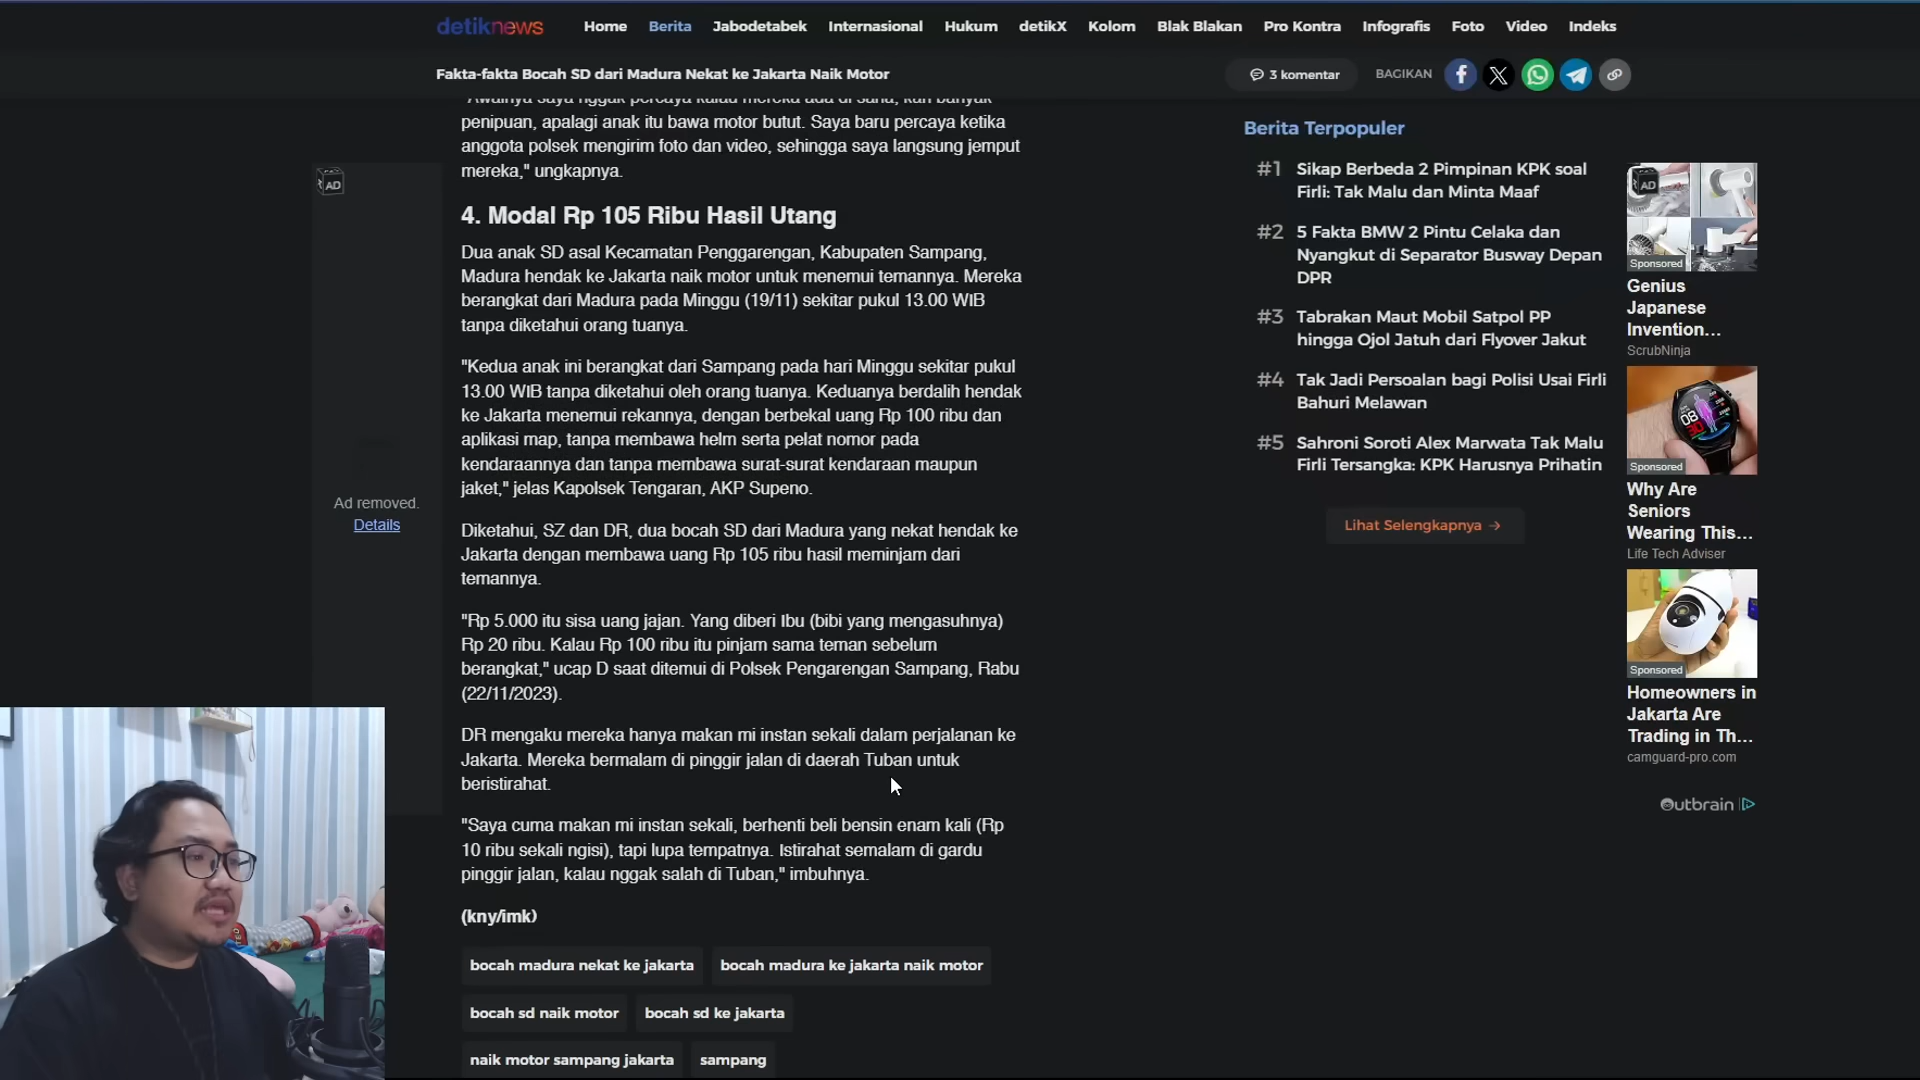 detiknews
Home Berita Jabodetabek Internasional Hukum detikX Kolom Blak Blakan Pro Kontra Infografis Foto Video Indeks
Fakta-fakta Bocah SD dari Madura Nekat ke Jakarta Naik Motor
3 komentar
BAGIKAN
"Awalnya saya nggak percaya kalau mereka ada di sana, kan banyak
penipuan, apalagi anak itu bawa motor butut. Saya baru percaya ketika
anggota polsek mengirim foto dan video, sehingga saya langsung jemput
mereka," ungkapnya.
4. Modal Rp 105 Ribu Hasil Utang
Dua anak SD asal Kecamatan Penggarengan, Kabupaten Sampang,
Madura hendak ke Jakarta naik motor untuk menemui temannya. Mereka
berangkat dari Madura pada Minggu (19/11) sekitar pukul 13.00 WIB
tanpa diketahui orang tuanya.
"Kedua anak ini berangkat dari Sampang pada hari Minggu sekitar pukul
13.00 WIB tanpa diketahui oleh orang tuanya. Keduanya berdalih hendak
ke Jakarta menemui rekannya, dengan berbekal uang Rp 100 ribu dan
aplikasi map, tanpa membawa helm serta pelat nomor pada
kendaraannya dan tanpa membawa surat-surat kendaraan maupun
jaket," jelas Kapolsek Tengaran, AKP Supeno.
Diketahui, SZ dan DR, dua bocah SD dari Madura yang nekat hendak ke
Jakarta dengan membawa uang Rp 105 ribu hasil meminjam dari
temannya.
"Rp 5.000 itu sisa uang jajan. Yang diberi Ibu (bibi yang mengasuhnya)
Rp 20 ribu. Kalau Rp 100 ribu itu pinjam sama teman sebelum
berangkat," ucap D saat ditemui di Polsek Pengarengan Sampang, Rabu
(22/11/2023).
DR mengaku mereka hanya makan mi instan sekali dalam perjalanan ke
Jakarta. Mereka bermalam di pinggir jalan di daerah Tuban untuk
beristirahat.
"Saya cuma makan mi instan sekali, berhenti beli bensin enam kali (Rp
10 ribu sekali ngisi), tapi lupa tempatnya. Istirahat semalam di gardu
pinggir jalan, kalau nggak salah di Tuban," imbuhnya.
(kny/imk)
bocah madura nekat ke jakarta
bocah madura ke jakarta naik motor
bocah sd naik motor
bocah sd ke jakarta
naik motor sampang jakarta
sampang
AD
Ad removed.
Details
Berita Terpopuler
#1 Sikap Berbeda 2 Pimpinan KPK soal
Firli: Tak Malu dan Minta Maaf
#2 5 Fakta BMW 2 Pintu Celaka dan
Nyangkut di Separator Busway Depan
DPR
#3 Tabrakan Maut Mobil Satpol PP
hingga Ojol Jatuh dari Flyover Jakut
#4 Tak Jadi Persoalan bagi Polisi Usai Firli
Bahuri Melawan
#5 Sahroni Soroti Alex Marwata Tak Malu
Firli Tersangka: KPK Harusnya Prihatin
Lihat Selengkapnya →
AD
Sponsored
Genius
Japanese
Invention...
ScrubNinja
Sponsored
Why Are
Seniors
Wearing This...
Life Tech Adviser
Sponsored
Homeowners in
Jakarta Are
Trading in Th...
camguard-pro.com
Outbrain